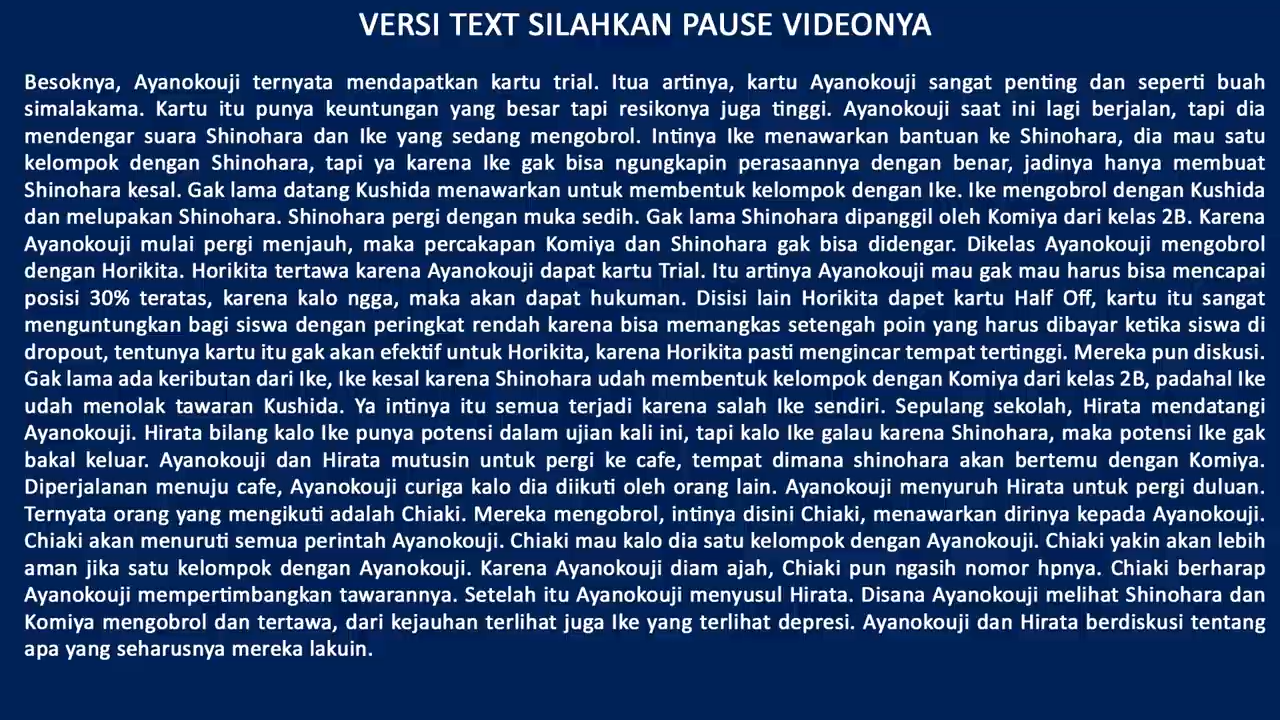 VERSI TEXT SILAHKAN PAUSE VIDEONYA
Besoknya, Ayanokouji ternyata mendapatkan kartu trial. Itua artinya, kartu Ayanokouji sangat penting dan seperti buah
simalakama. Kartu itu punya keuntungan yang besar tapi resikonya juga tinggi. Ayanokouji saat ini lagi berjalan, tapi dia
mendengar suara Shinohara dan Ike yang sedang mengobrol. Intinya Ike menawarkan bantuan ke Shinohara, dia mau satu
kelompok dengan Shinohara, tapi ya karena Ike gak bisa ngungkapin perasaannya dengan benar, jadinya hanya membuat
Shinohara kesal. Gak lama datang Kushida menawarkan untuk membentuk kelompok dengan Ike. Ike mengobrol dengan Kushida
dan melupakan Shinohara. Shinohara pergi dengan muka sedih. Gak lama Shinohara dipanggil oleh Komiya dari kelas 2B. Karena
Ayanokouji mulai pergi menjauh, maka percakapan Komiya dan Shinohara gak bisa didengar. Dikelas Ayanokouji mengobrol
dengan Horikita. Horikita tertawa karena Ayanokouji dapat kartu Trial. Itu artinya Ayanokouji mau gak mau harus bisa mencapai
posisi 30% teratas, karena kalo ngga, maka akan dapat hukuman. Disisi lain Horikita dapet kartu Half Off, kartu itu sangat
menguntungkan bagi siswa dengan peringkat rendah karena bisa memangkas setengah poin yang harus dibayar ketika siswa di
dropout, tentunya kartu itu gak akan efektif untuk Horikita, karena Horikita pasti mengincar tempat tertinggi. Mereka pun diskusi.
Gak lama ada keributan dari Ike, Ike kesal karena Shinohara udah membentuk kelompok dengan Komiya dari kelas 2B, padahal Ike
udah menolak tawaran Kushida. Ya intinya itu semua terjadi karena salah Ike sendiri. Sepulang sekolah, Hirata mendatangi
Ayanokouji. Hirata bilang kalo Ike punya potensi dalam ujian kali ini, tapi kalo Ike galau karena Shinohara, maka potensi Ike gak
bakal keluar. Ayanokouji dan Hirata mutusin untuk pergi ke cafe, tempat dimana shinohara akan bertemu dengan Komiya.
Diperjalanan menuju cafe, Ayanokouji curiga kalo dia diikuti oleh orang lain. Ayanokouji menyuruh Hirata untuk pergi duluan.
Ternyata orang yang mengikuti adalah Chiaki. Mereka mengobrol, intinya disini Chiaki, menawarkan dirinya kepada Ayanokouji.
Chiaki akan menuruti semua perintah Ayanokouji. Chiaki mau kalo dia satu kelompok dengan Ayanokouji. Chiaki yakin akan lebih
aman jika satu kelompok dengan Ayanokouji. Karena Ayanokouji diam ajah, Chiaki pun ngasih nomor hpnya. Chiaki berharap
Ayanokouji mempertimbangkan tawarannya. Setelah itu Ayanokouji menyusul Hirata. Disana Ayanokouji melihat Shinohara dan
Komiya mengobrol dan tertawa, dari kejauhan terlihat juga Ike yang terlihat depresi. Ayanokouji dan Hirata berdiskusi tentang
apa yang seharusnya mereka lakuin.